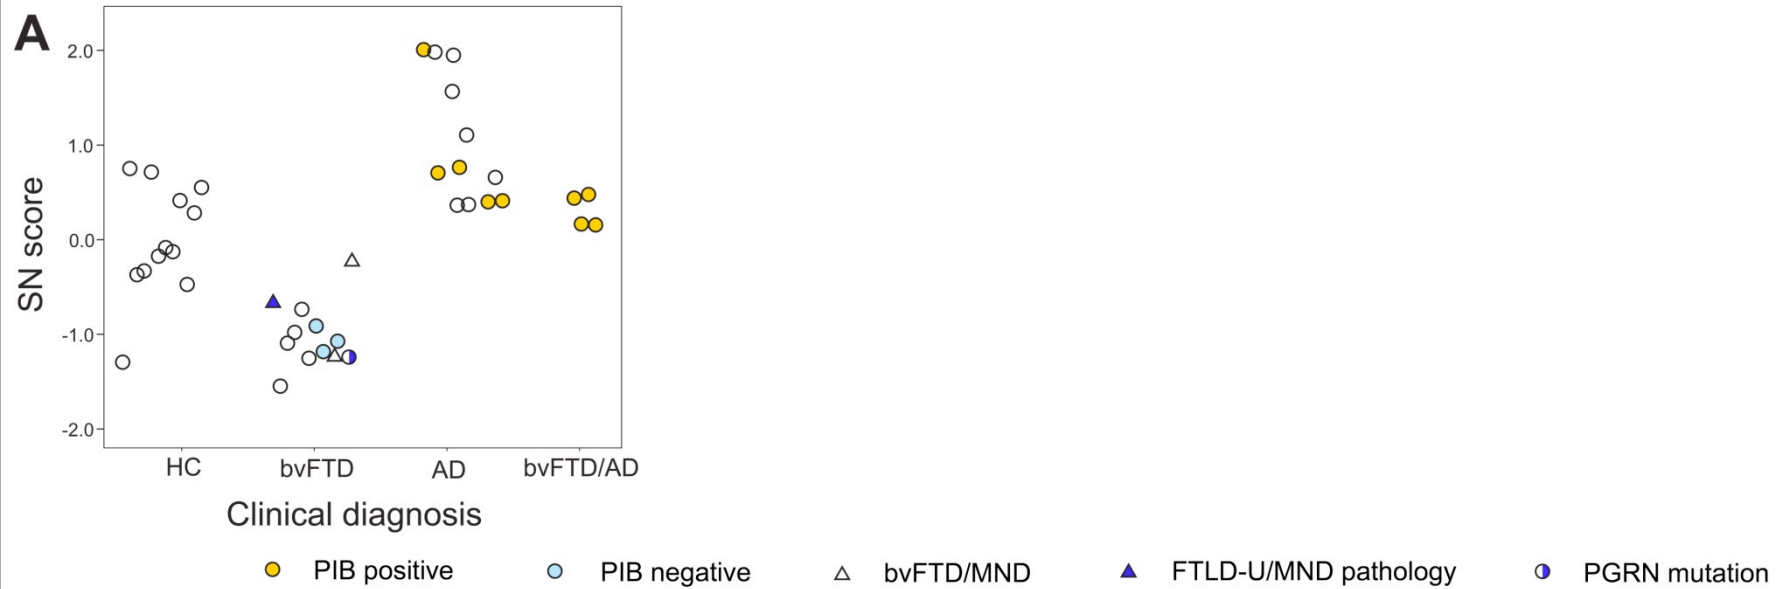 A
2.0
1.0
0.0
-1.0
-2.0
SN score
HC bvFTD AD bvFTD/AD
Clinical diagnosis
PIB positive PIB negative bvFTD/MND FTLD-U/MND pathology PGRN mutation